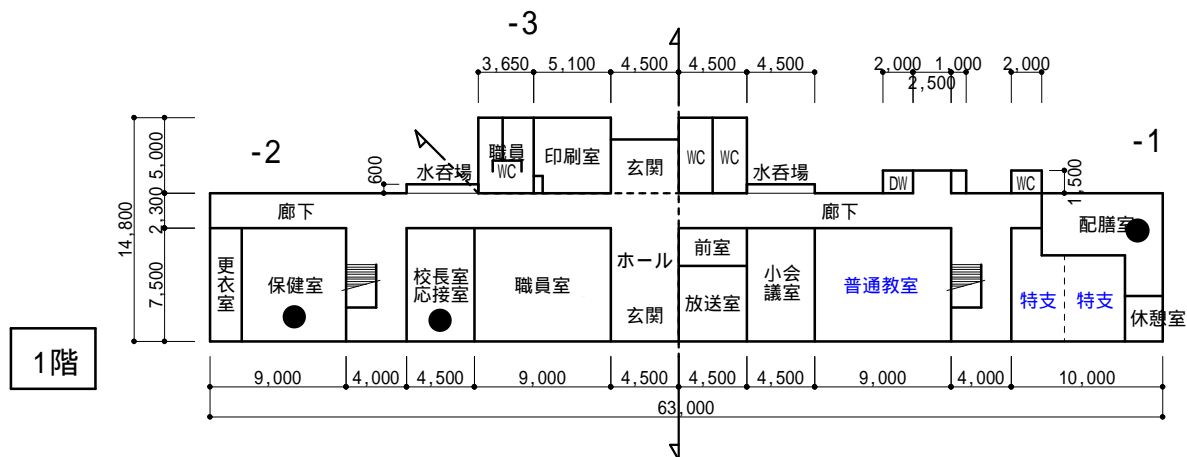 -3
3,650
5,100
4,500
4,500
4,500
2,000
1,000
2,500
2,000
-2
-1
14,800
5,000
2,300
7,500
600
1,500
水呑場
職員
WC
印刷室
玄関
WC
WC
水呑場
DW
WC
廊下
廊下
配膳室
更衣室
保健室
校長室
応接室
職員室
ホール
玄関
前室
放送室
小会
議室
普通教室
特支
特支
休憩室
1階
9,000
4,000
4,500
9,000
4,500
4,500
4,500
9,000
4,000
10,000
63,000